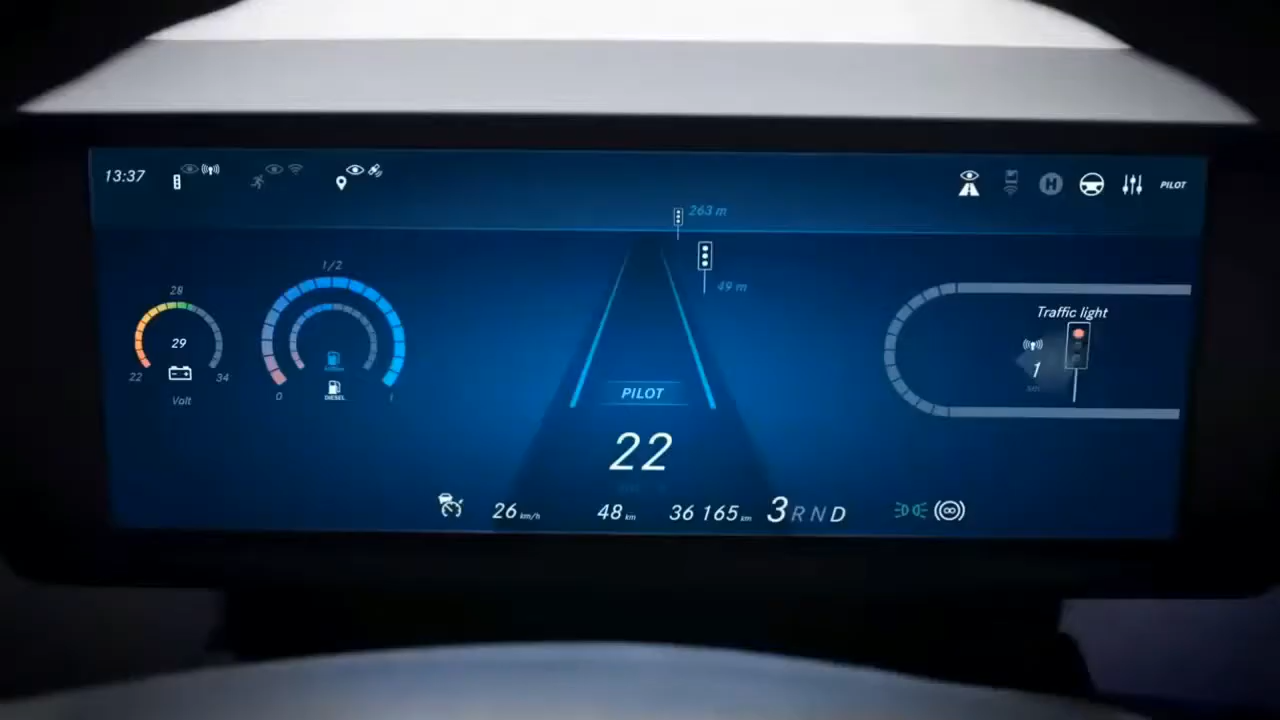 13:37
H
PILOT
263 m
49 m
28
29
22
34
Volt
1/2
0
1
DIESEL
PILOT
22
Traffic light
1
26 km/h
48 km
36 165 km
3 R N D